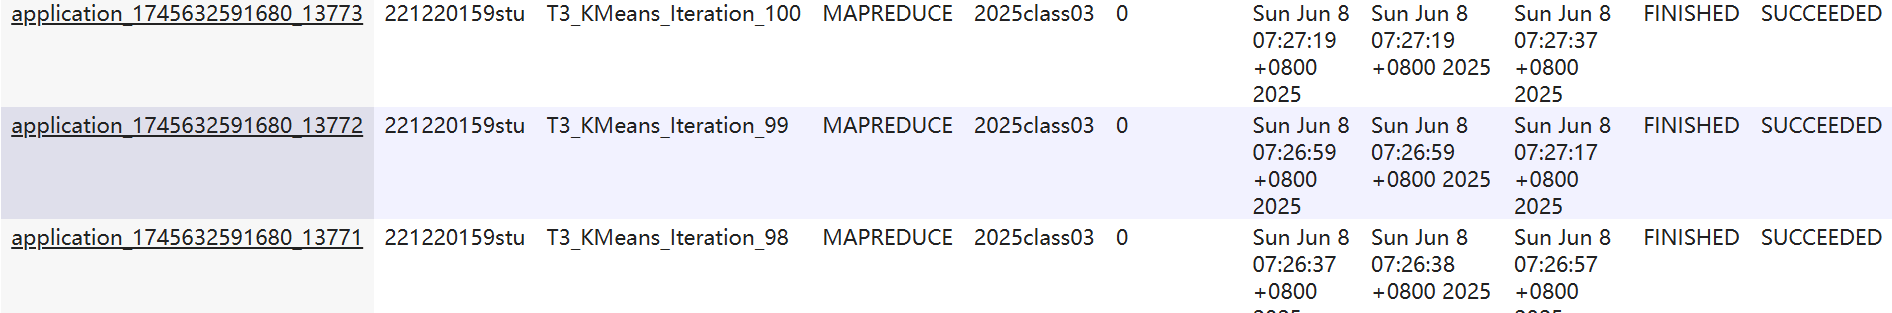 application_1745632591680_13773 221220159stu T3_KMeans_Iteration_100 MAPREDUCE 2025class03 0 Sun Jun 8 Sun Jun 8 Sun Jun 8 FINISHED SUCCEEDED
07:27:19 07:27:19 07:27:37
+0800 +0800 2025 +0800
2025 2025
application_1745632591680_13772 221220159stu T3_KMeans_Iteration_99 MAPREDUCE 2025class03 0 Sun Jun 8 Sun Jun 8 Sun Jun 8 FINISHED SUCCEEDED
07:26:59 07:26:59 07:27:17
+0800 +0800 2025 +0800
2025 2025
application_1745632591680_13771 221220159stu T3_KMeans_Iteration_98 MAPREDUCE 2025class03 0 Sun Jun 8 Sun Jun 8 Sun Jun 8 FINISHED SUCCEEDED
07:26:37 07:26:38 07:26:57
+0800 +0800 2025 +0800